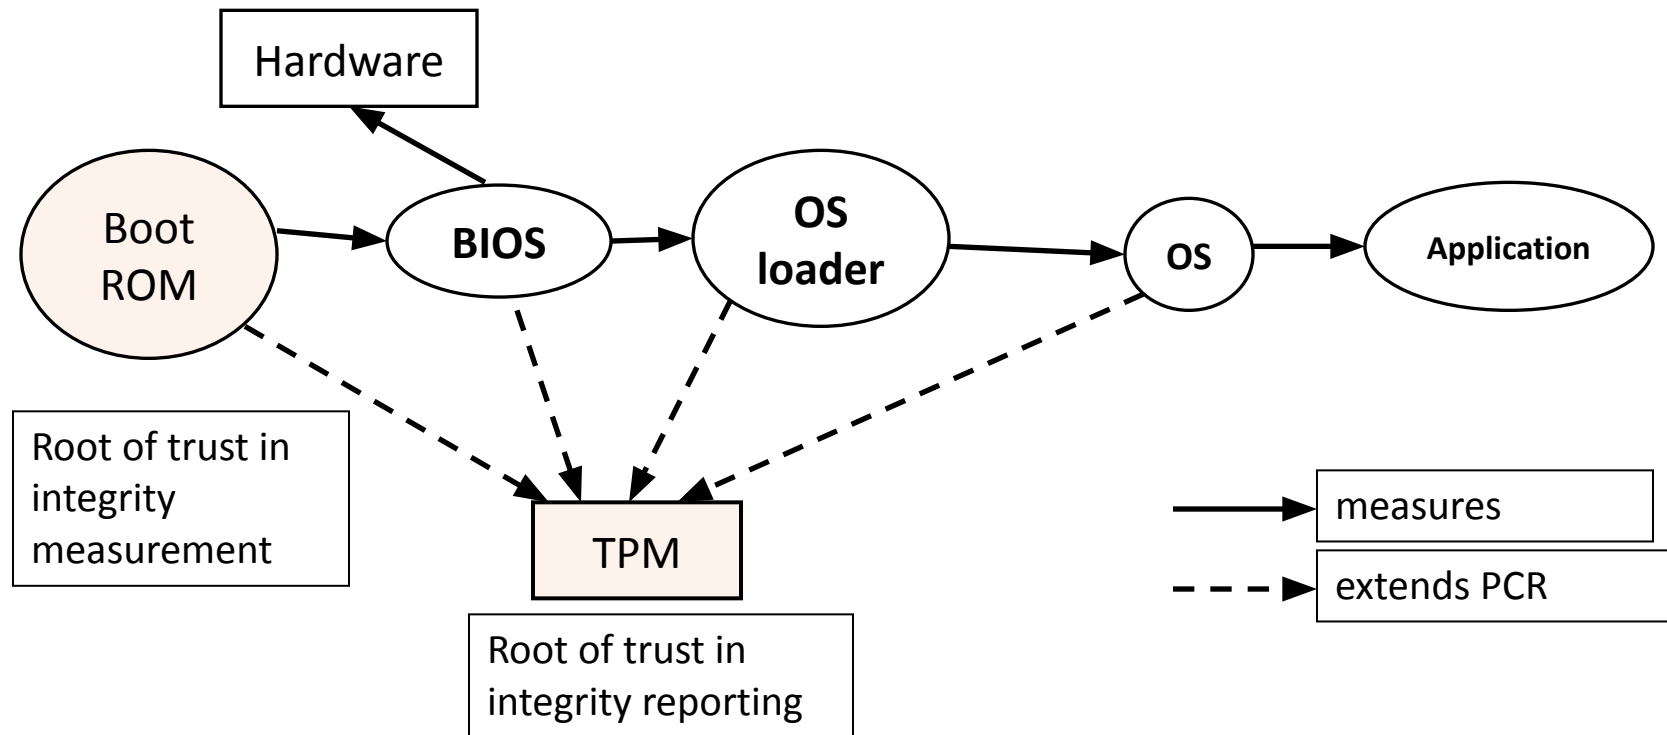 Hardware
Boot
ROM
BIOS
OS
loader
OS
Application
Root of trust in
integrity
measurement
TPM
Root of trust in
integrity reporting
measures
extends PCR